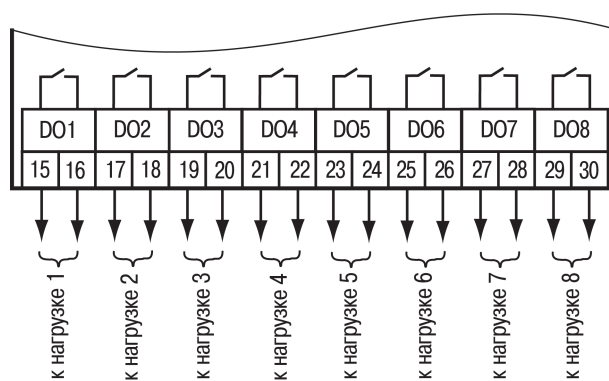 DO1 DO2 DO3 DO4 DO5 DO6 DO7 DO8
15 16 17 18 19 20 21 22 23 24 25 26 27 28 29 30
к нагрузке 1
к нагрузке 2
к нагрузке 3
к нагрузке 4
к нагрузке 5
к нагрузке 6
к нагрузке 7
к нагрузке 8